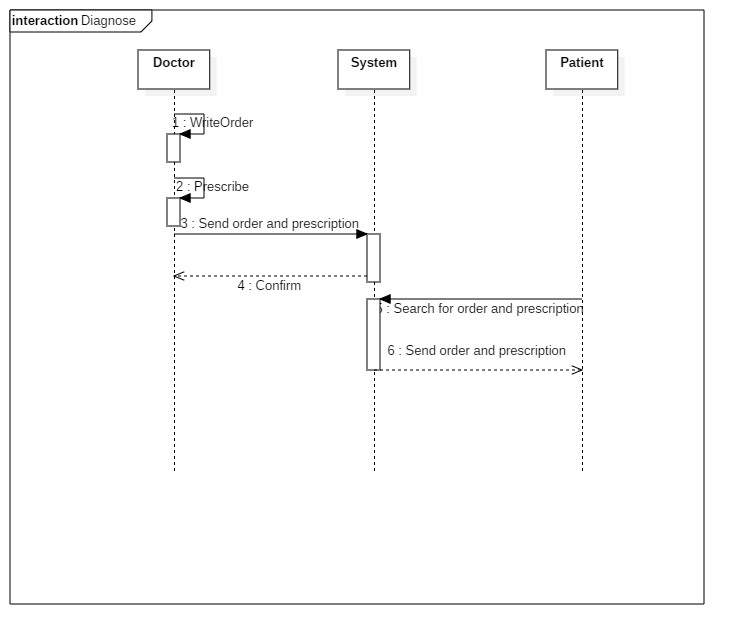 interaction Diagnose
Doctor System Patient
1 : WriteOrder
2 : Prescribe
3 : Send order and prescription
4 : Confirm
5 : Search for order and prescription
6 : Send order and prescription